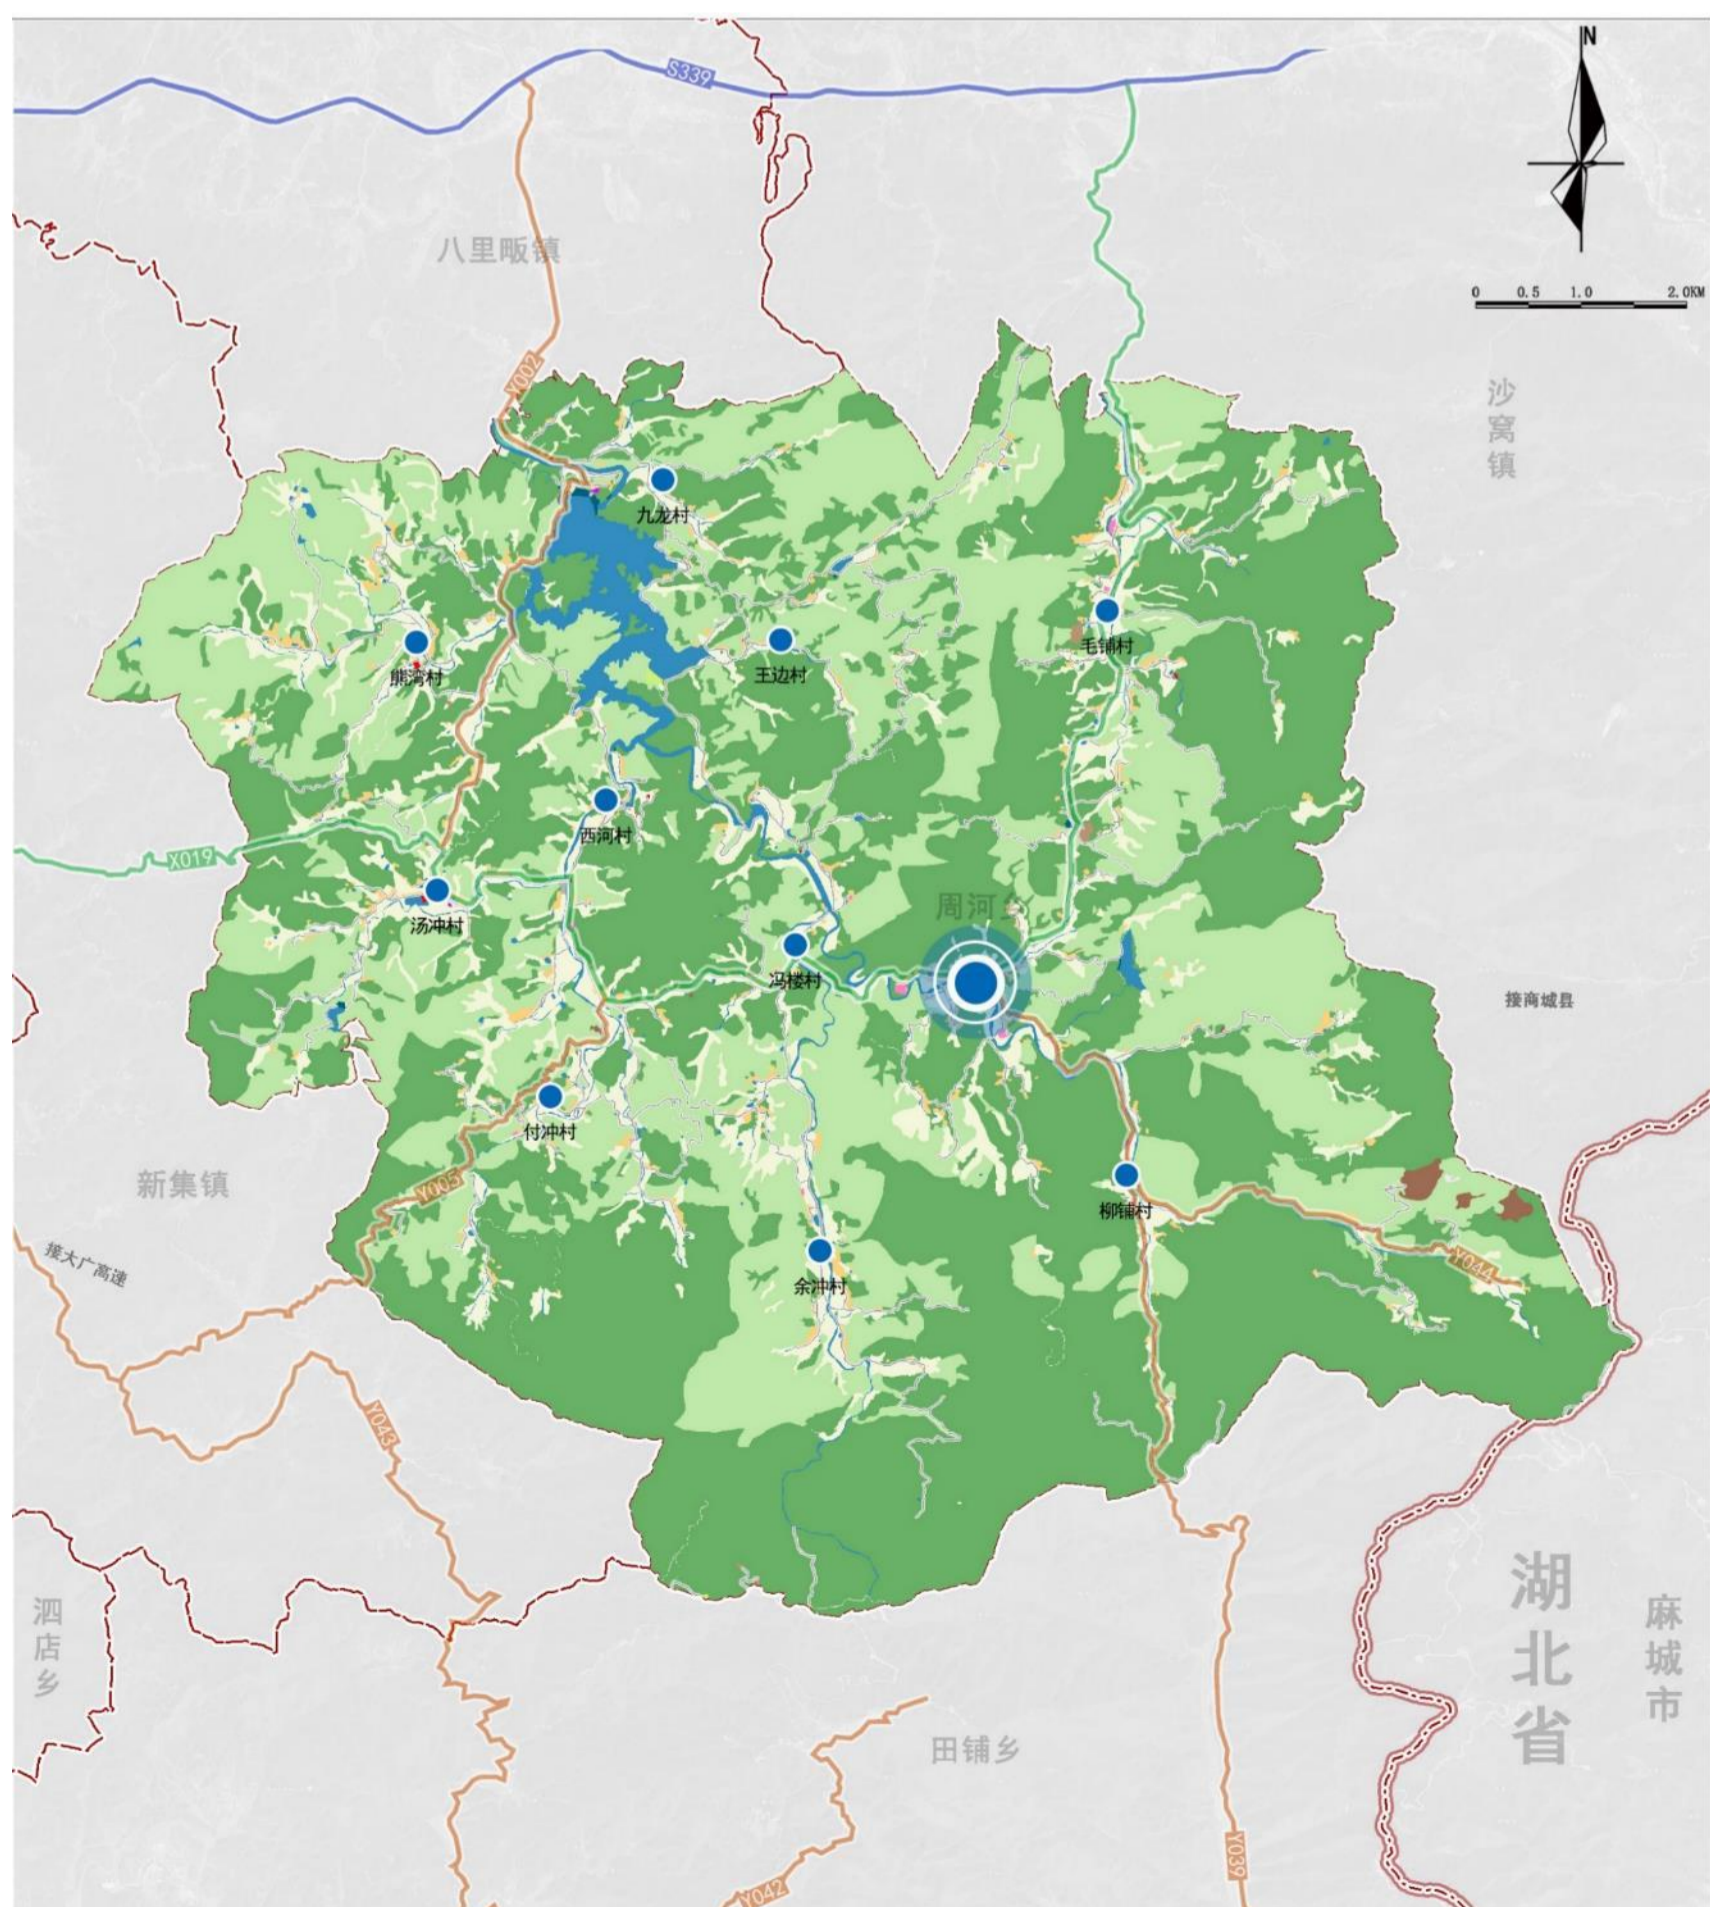 N
S339
八里畈镇
0 0.5 1.0 2.0KM
Y002
沙窝镇
九龙村
毛铺村
熊湾村
王边村
西河村
X019
周河乡
汤冲村
冯楼村
接商城县
付冲村
新集镇
Y005
柳铺村
接大广高速
Y044
余冲村
Y043
湖北省
麻城市
泗店乡
田铺乡
Y039
Y042